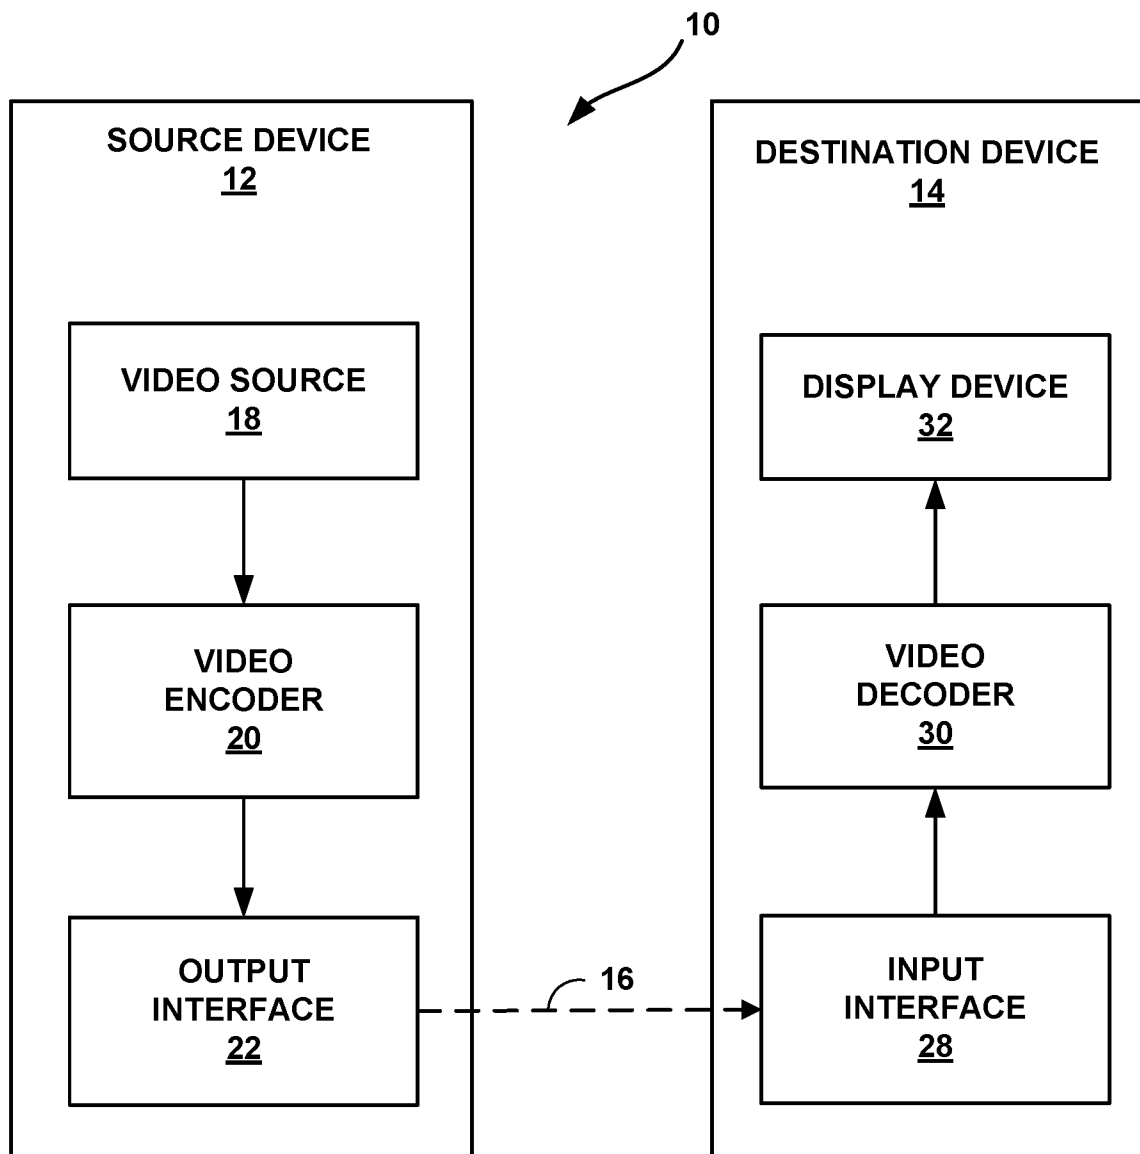 10
SOURCE DEVICE
12
VIDEO SOURCE
18
VIDEO
ENCODER
20
OUTPUT
INTERFACE
22
16
DESTINATION DEVICE
14
DISPLAY DEVICE
32
VIDEO
DECODER
30
INPUT
INTERFACE
28